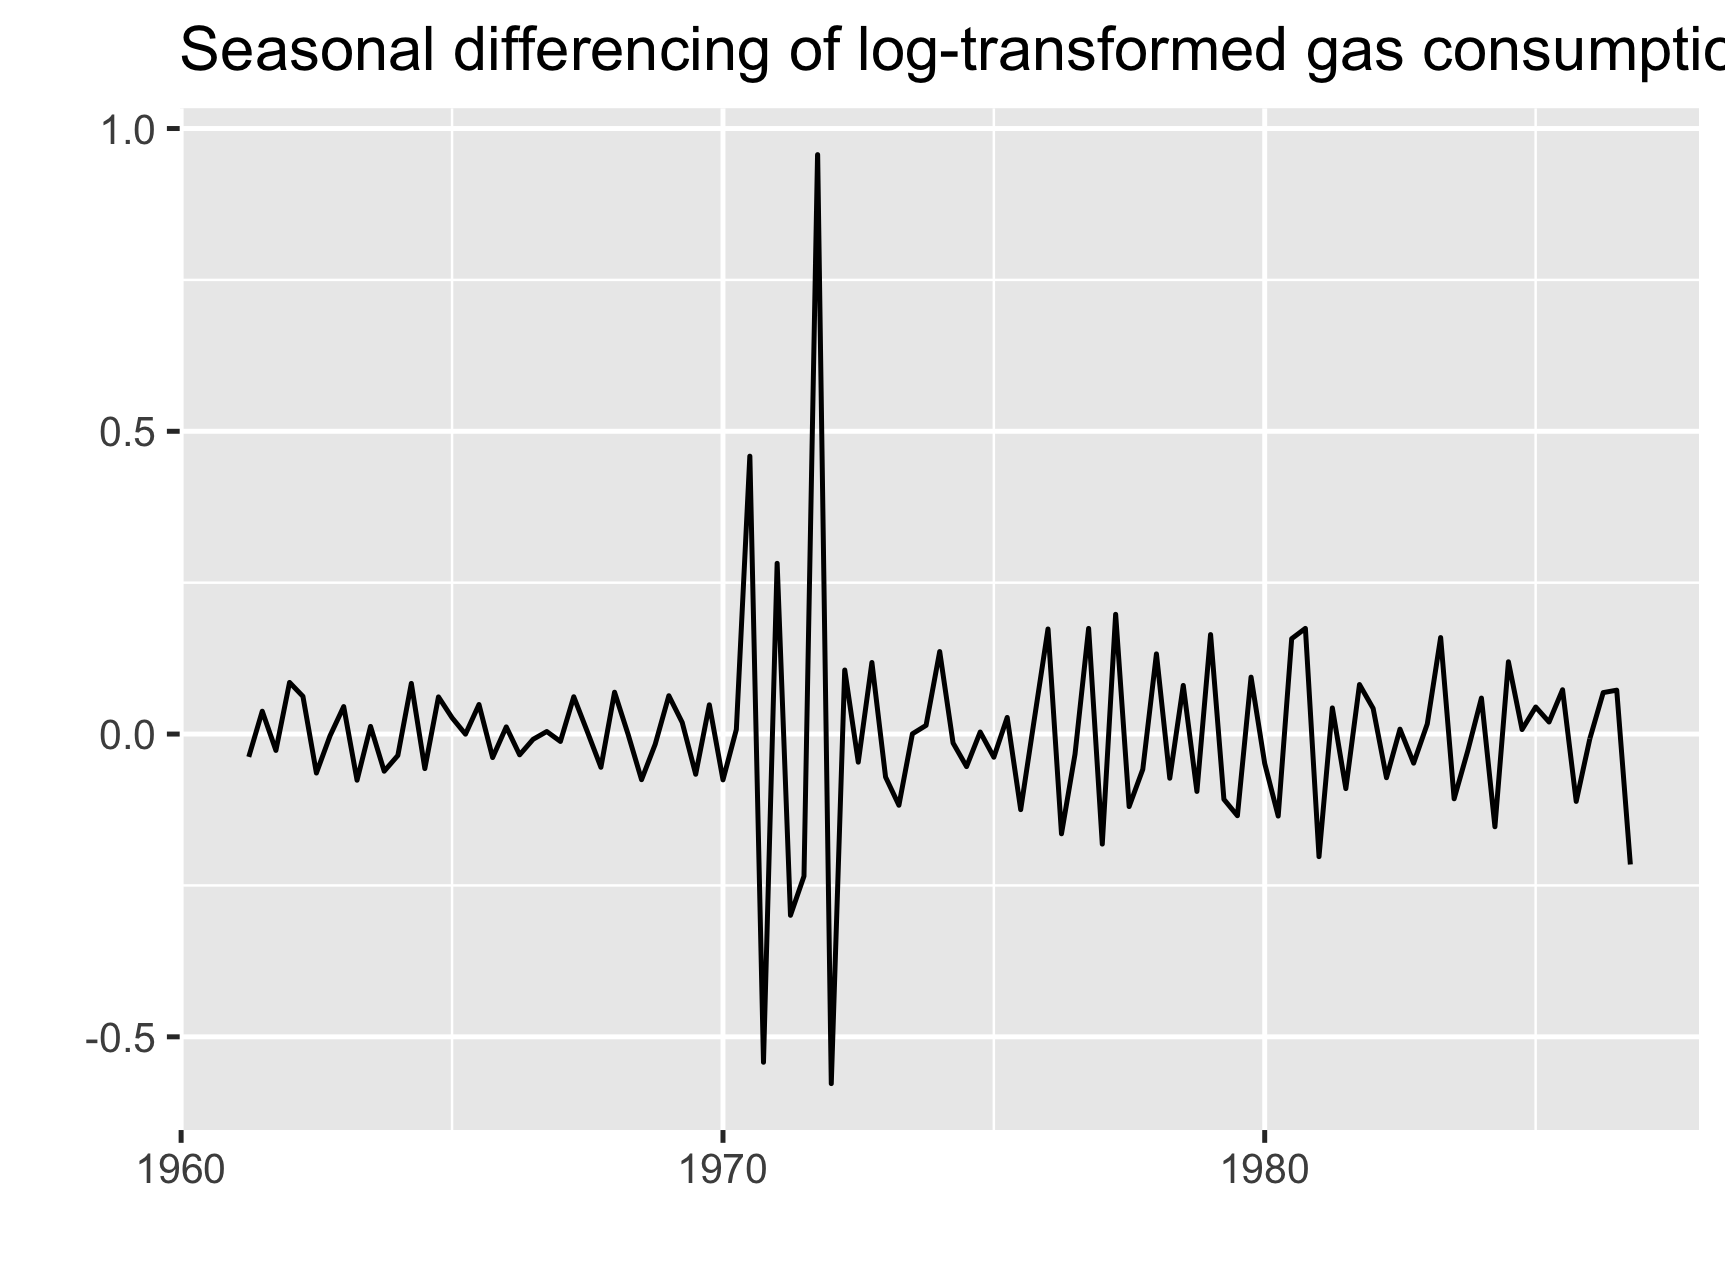 Seasonal differencing of log-transformed gas consumptio
1.0
0.5
0.0
-0.5
1960 1970 1980